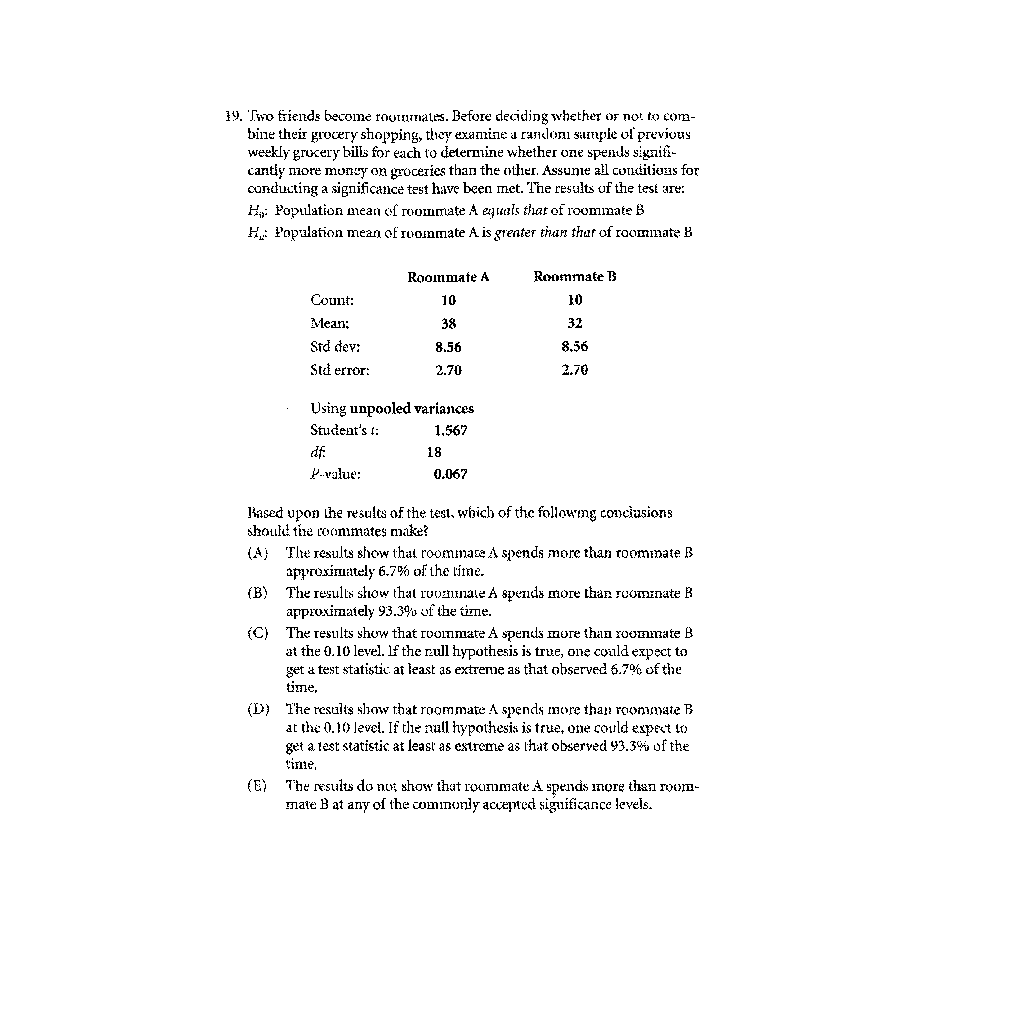 19. Two friends become roommates. Before deciding whether or not to com-
bine their grocery shopping, they examine a random sample of previous
weekly grocery bills for each to determine whether one spends signifi-
cantly more money on groceries than the other. Assume all conditions for
conducting a significance test have been met. The results of the test are:
H₀: Population mean of roommate A equals that of roommate B
Hₐ: Population mean of roommate A is greater than that of roommate B
Roommate A Roommate B
Count: 10 10
Mean: 38 32
Std dev: 8.56 8.56
Std error: 2.70 2.70
Using unpooled variances
Student's t: 1.567
df: 18
P-value: 0.067
Based upon the results of the test, which of the following conclusions
should the roommates make?
(A) The results show that roommate A spends more than roommate B
approximately 6.7% of the time.
(B) The results show that roommate A spends more than roommate B
approximately 93.3% of the time.
(C) The results show that roommate A spends more than roommate B
at the 0.10 level. If the null hypothesis is true, one could expect to
get a test statistic at least as extreme as that observed 6.7% of the
time.
(D) The results show that roommate A spends more than roommate B
at the 0.10 level. If the null hypothesis is true, one could expect to
get a test statistic at least as extreme as that observed 93.3% of the
time.
(E) The results do not show that roommate A spends more than room-
mate B at any of the commonly accepted significance levels.